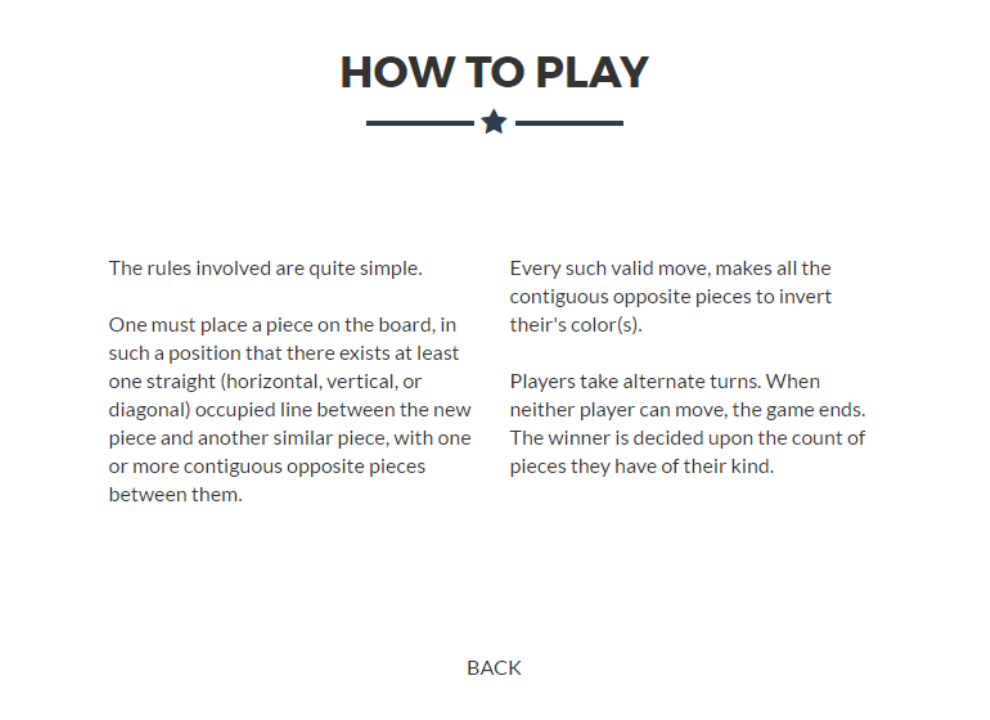 HOW TO PLAY
The rules involved are quite simple.
One must place a piece on the board, in
such a position that there exists at least
one straight (horizontal, vertical, or
diagonal) occupied line between the new
piece and another similar piece, with one
or more contiguous opposite pieces
between them.
Every such valid move, makes all the
contiguous opposite pieces to invert
their's color(s).
Players take alternate turns. When
neither player can move, the game ends.
The winner is decided upon the count of
pieces they have of their kind.
BACK